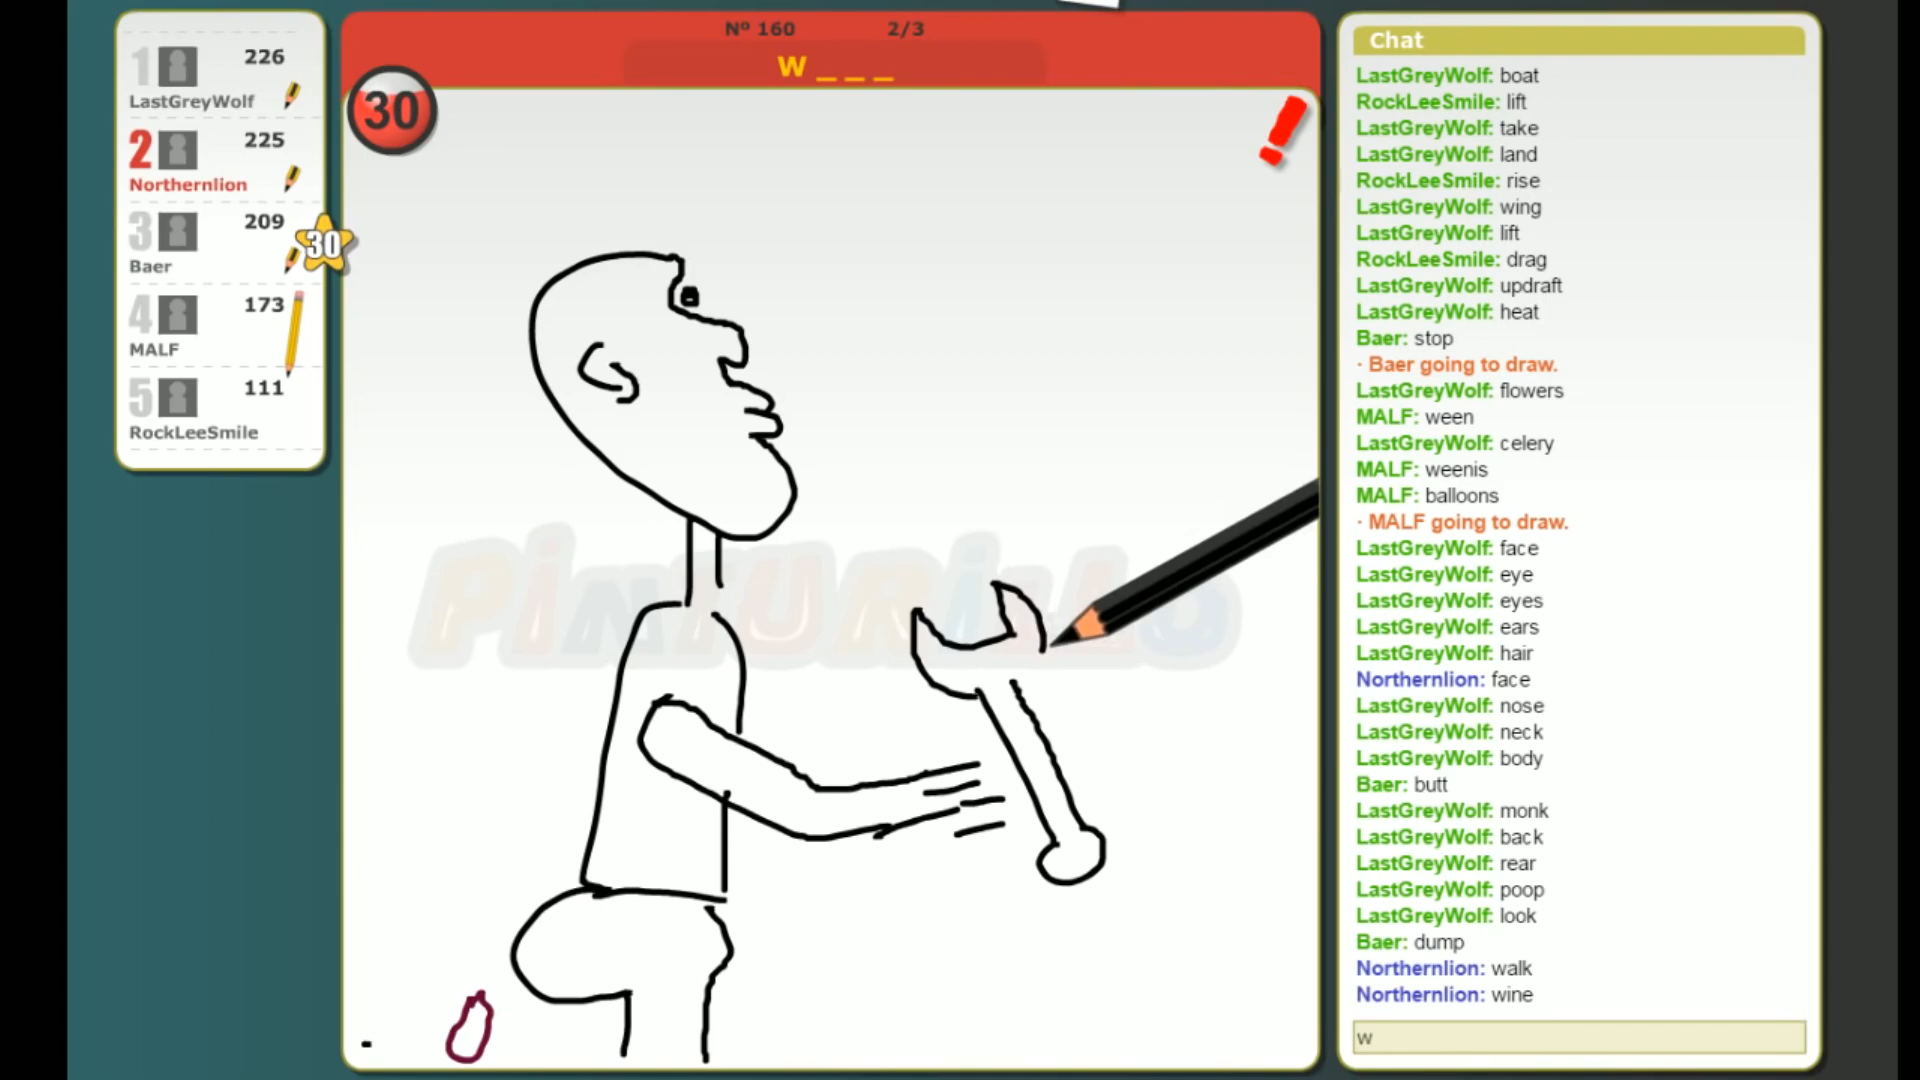 1 226
LastGreyWolf
2 225
Northernlion
3 209
Baer
30
4 173
MALF
5 111
RockLeeSmile
Nº 160 2/3
W _ _ _
30
!
PiNTURiLLO
Chat
LastGreyWolf: boat
RockLeeSmile: lift
LastGreyWolf: take
LastGreyWolf: land
RockLeeSmile: rise
LastGreyWolf: wing
LastGreyWolf: lift
RockLeeSmile: drag
LastGreyWolf: updraft
LastGreyWolf: heat
Baer: stop
· Baer going to draw.
LastGreyWolf: flowers
MALF: ween
LastGreyWolf: celery
MALF: weenis
MALF: balloons
· MALF going to draw.
LastGreyWolf: face
LastGreyWolf: eye
LastGreyWolf: eyes
LastGreyWolf: ears
LastGreyWolf: hair
Northernlion: face
LastGreyWolf: nose
LastGreyWolf: neck
LastGreyWolf: body
Baer: butt
LastGreyWolf: monk
LastGreyWolf: back
LastGreyWolf: rear
LastGreyWolf: poop
LastGreyWolf: look
Baer: dump
Northernlion: walk
Northernlion: wine
w